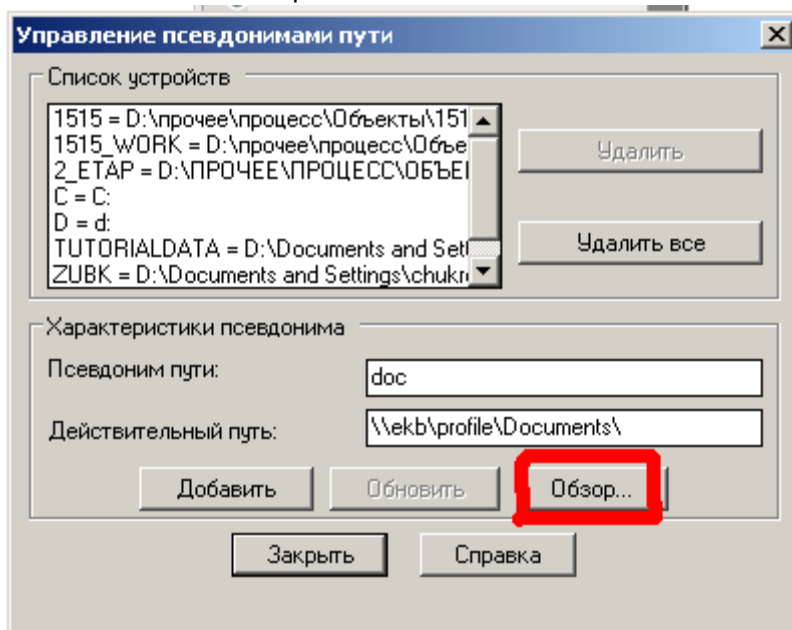 Управление псевдонимами пути
Список устройств
1515 = D:\прочее\процесс\Объекты\151
1515_WORK = D:\прочее\процесс\Объе
2_ETAP = D:\ПРОЧЕЕ\ПРОЦЕСС\ОБЪЕ
C = C:
D = d:
TUTORIALDATA = D:\Documents and Set
ZUBK = D:\Documents and Settings\chukr
Удалить
Удалить все
Характеристики псевдонима
Псевдоним пути:
doc
Действительный путь:
\\ekb\profile\Documents\
Добавить
Обновить
Обзор...
Закрыть
Справка